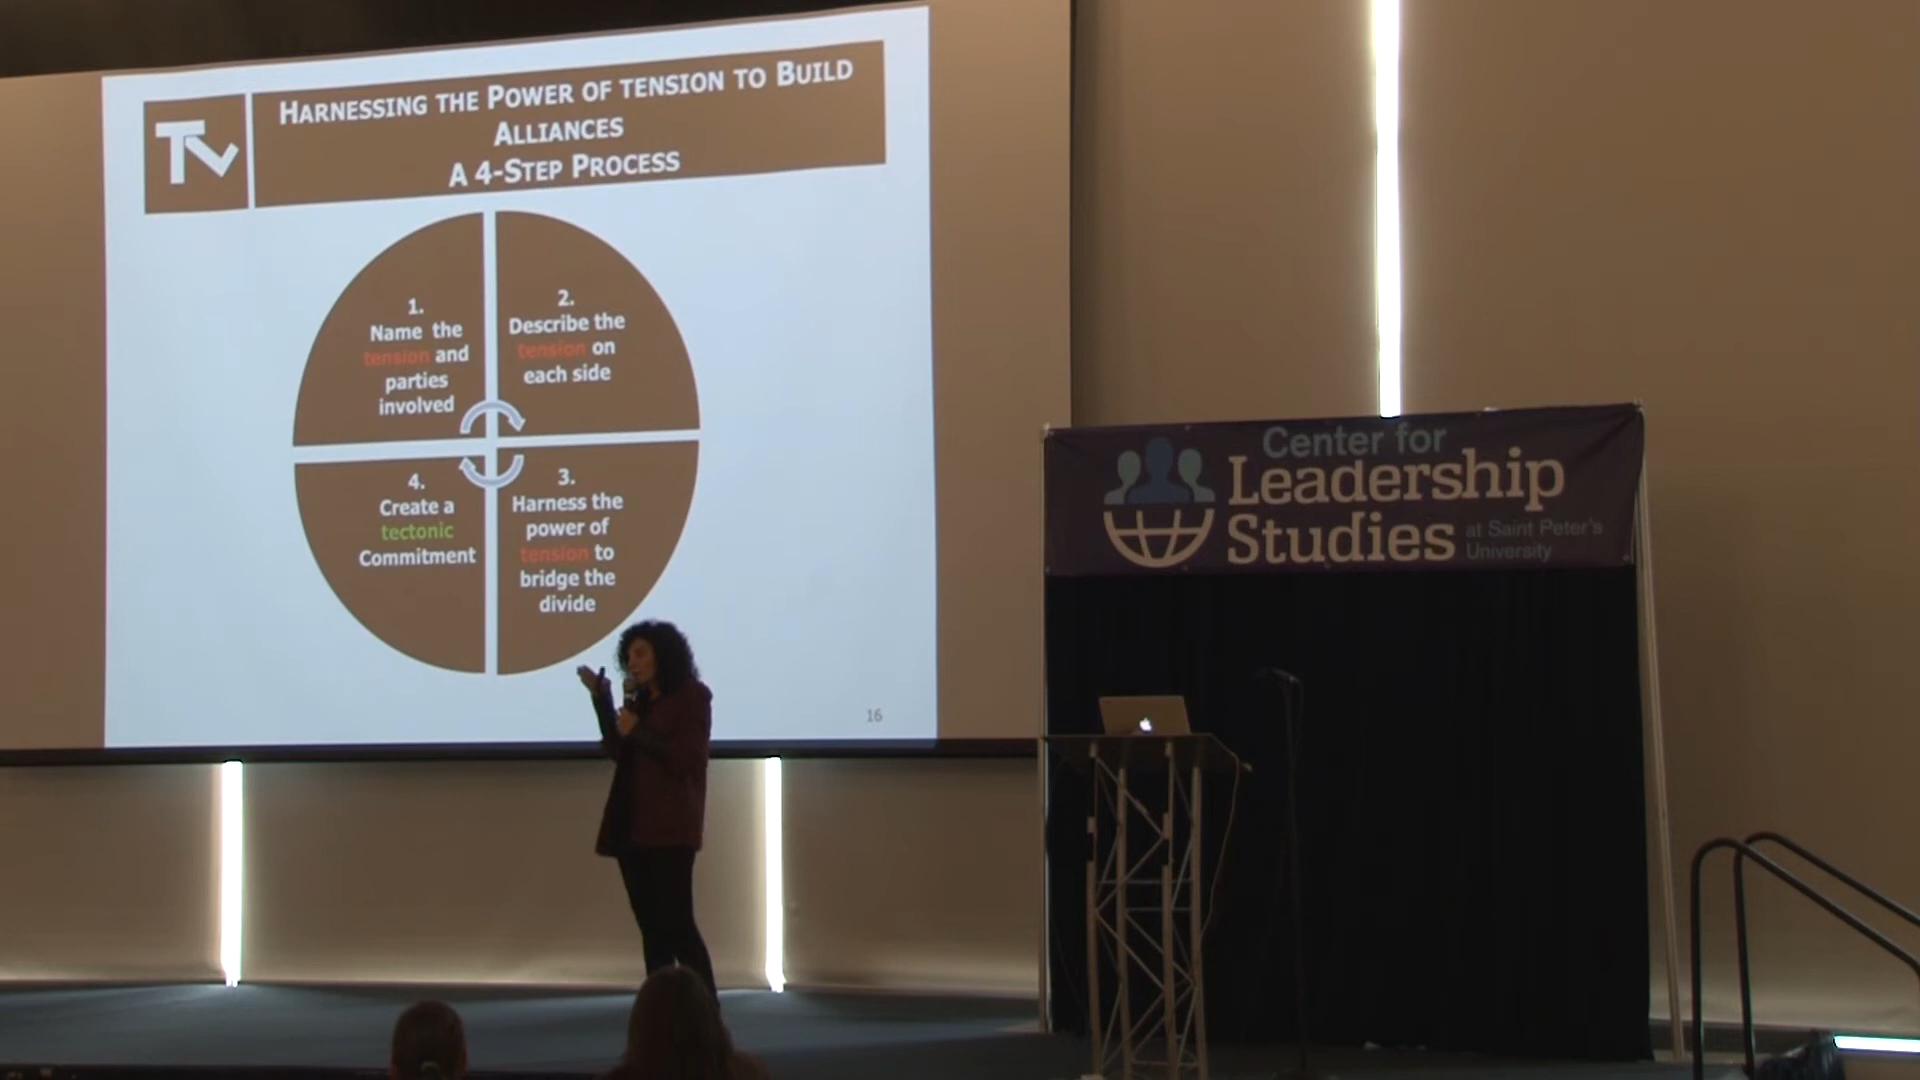 TV
HARNESSING THE POWER OF TENSION TO BUILD
ALLIANCES
A 4-STEP PROCESS
1.
Name the
tension and
parties
involved
2.
Describe the
tension on
each side
4.
Create a
tectonic
Commitment
3.
Harness the
power of
tension to
bridge the
divide
16
Center for
Leadership
Studies
at Saint Peter's
University